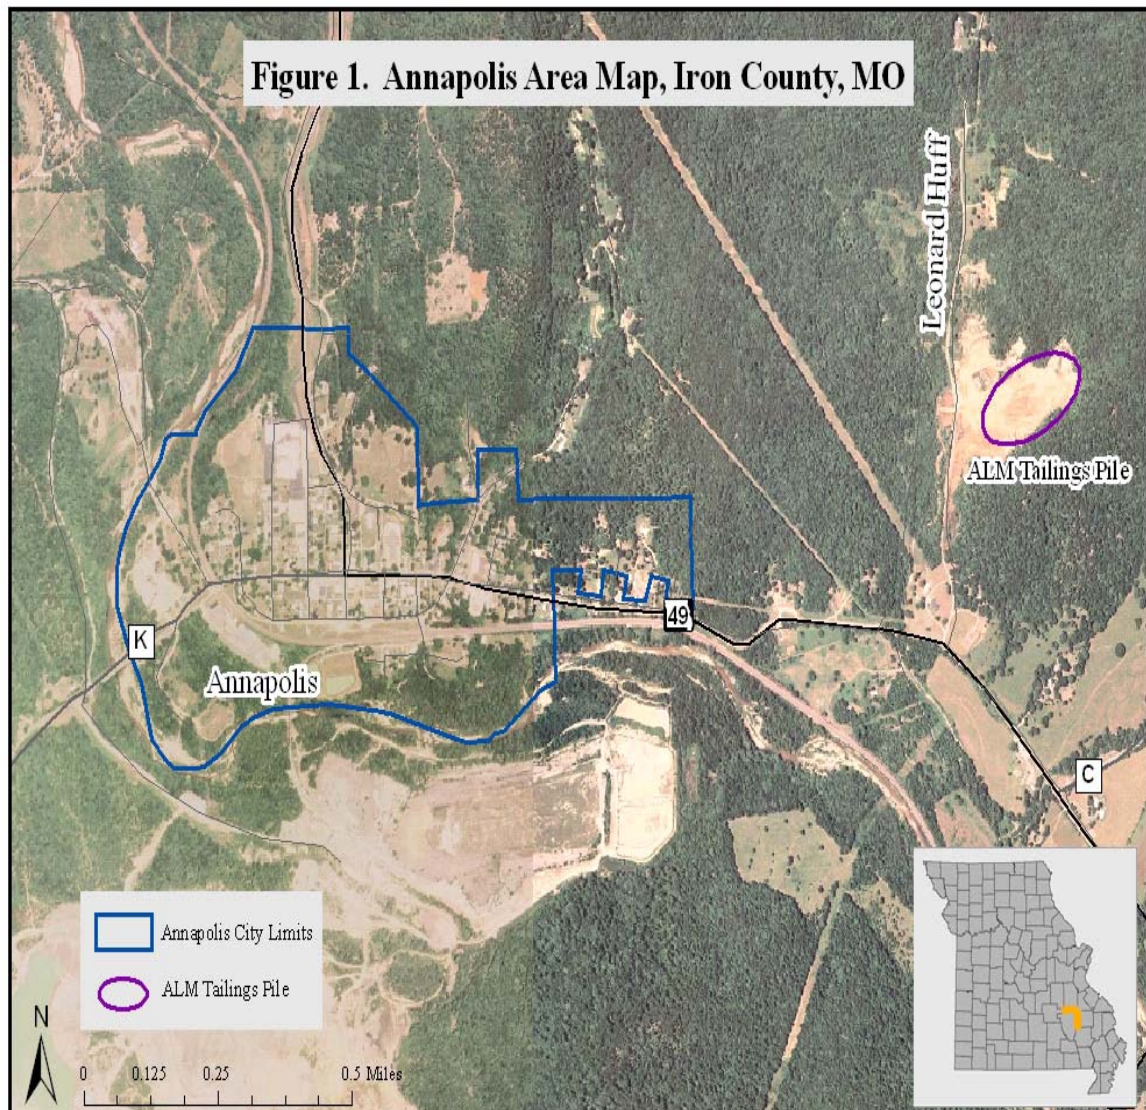 Figure 1. Annapolis Area Map, Iron County, MO
Leonard Huff
ALM Tailings Pile
49
K
Annapolis
C
Annapolis City Limits
ALM Tailings Pile
N
0 0.125 0.25 0.5 Miles